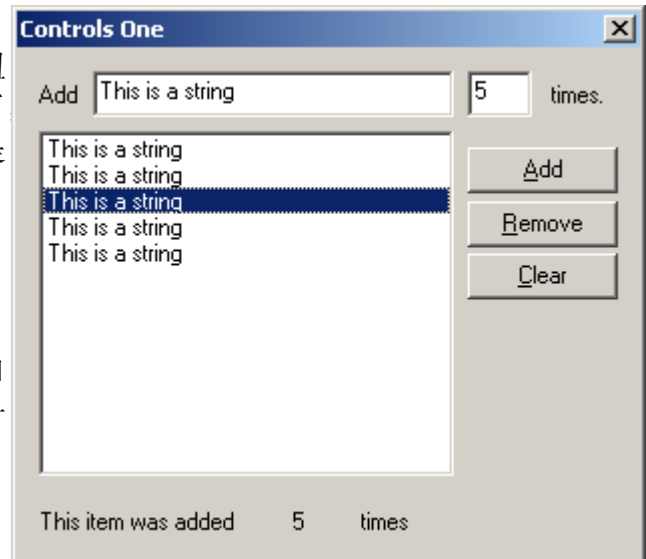 Controls One
Add This is a string 5 times.
This is a string
This is a string
This is a string
This is a string
This is a string
Add
Remove
Clear
This item was added 5 times